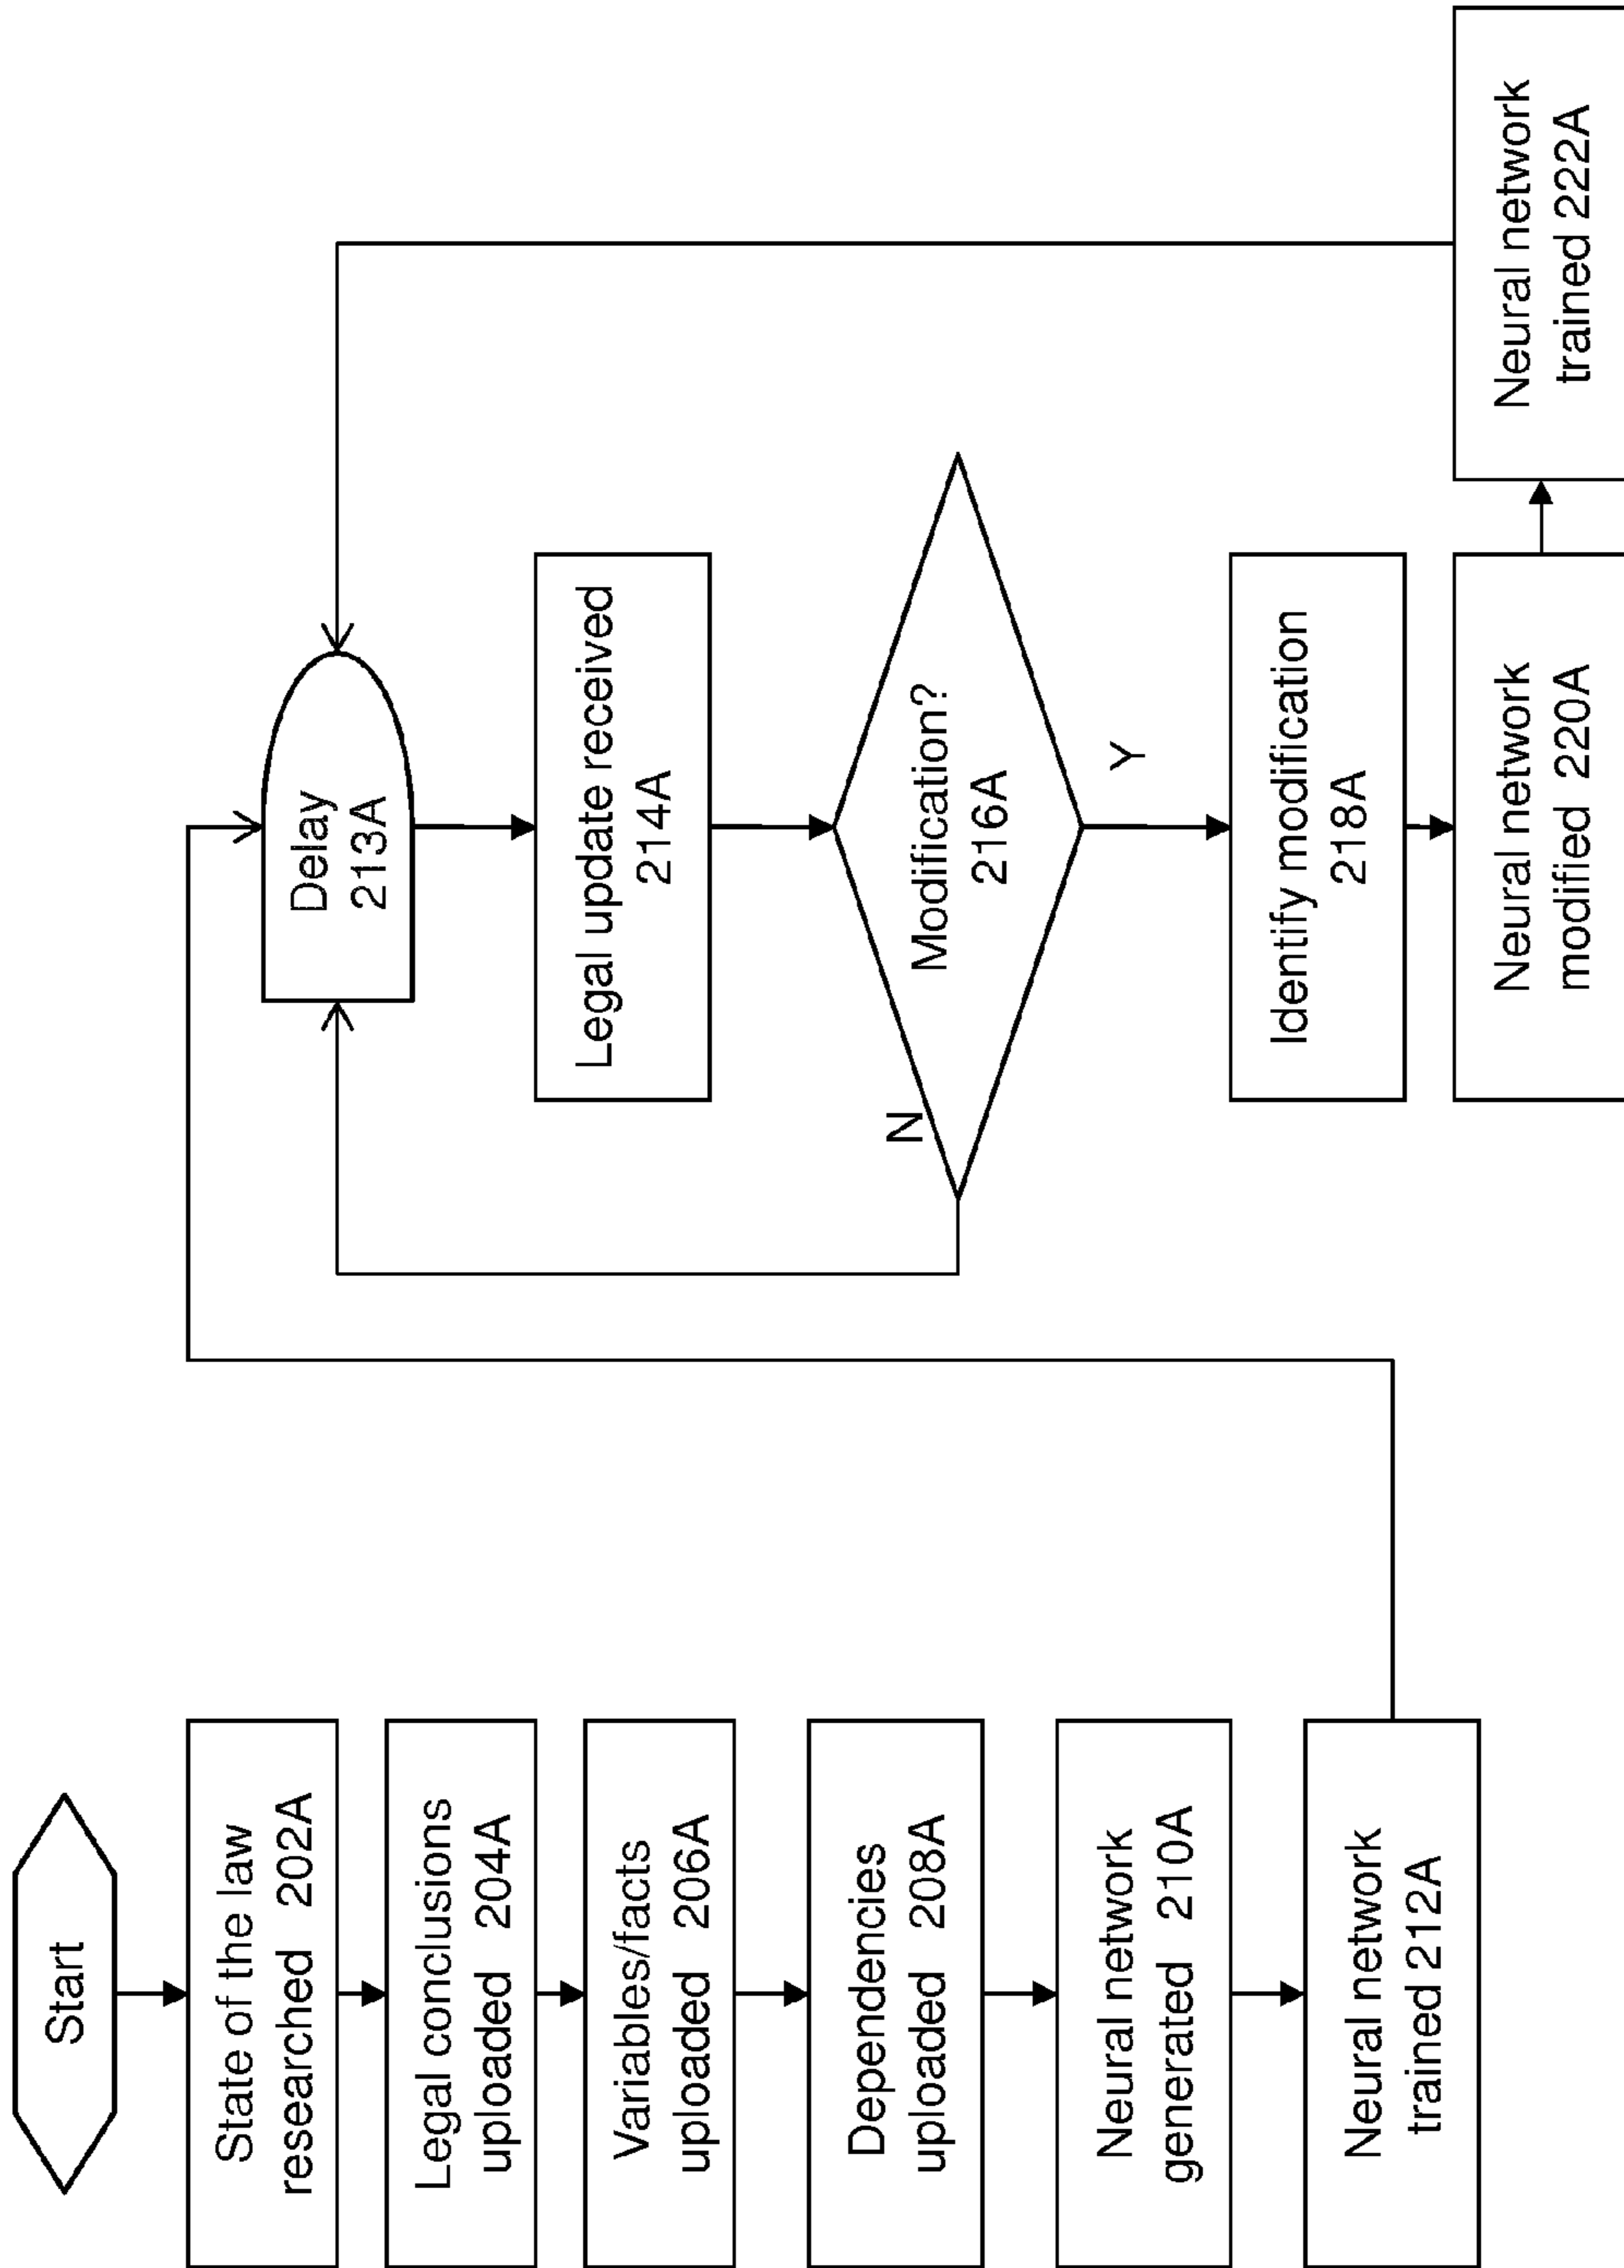 Start
State of the law
researched 202A
Legal conclusions
uploaded 204A
Variables/facts
uploaded 206A
Dependencies
uploaded 208A
Neural network
generated 210A
Neural network
trained 212A
Delay
213A
Legal update received
214A
Modification?
216A
N
Y
Identify modification
218A
Neural network
modified 220A
Neural network
trained 222A